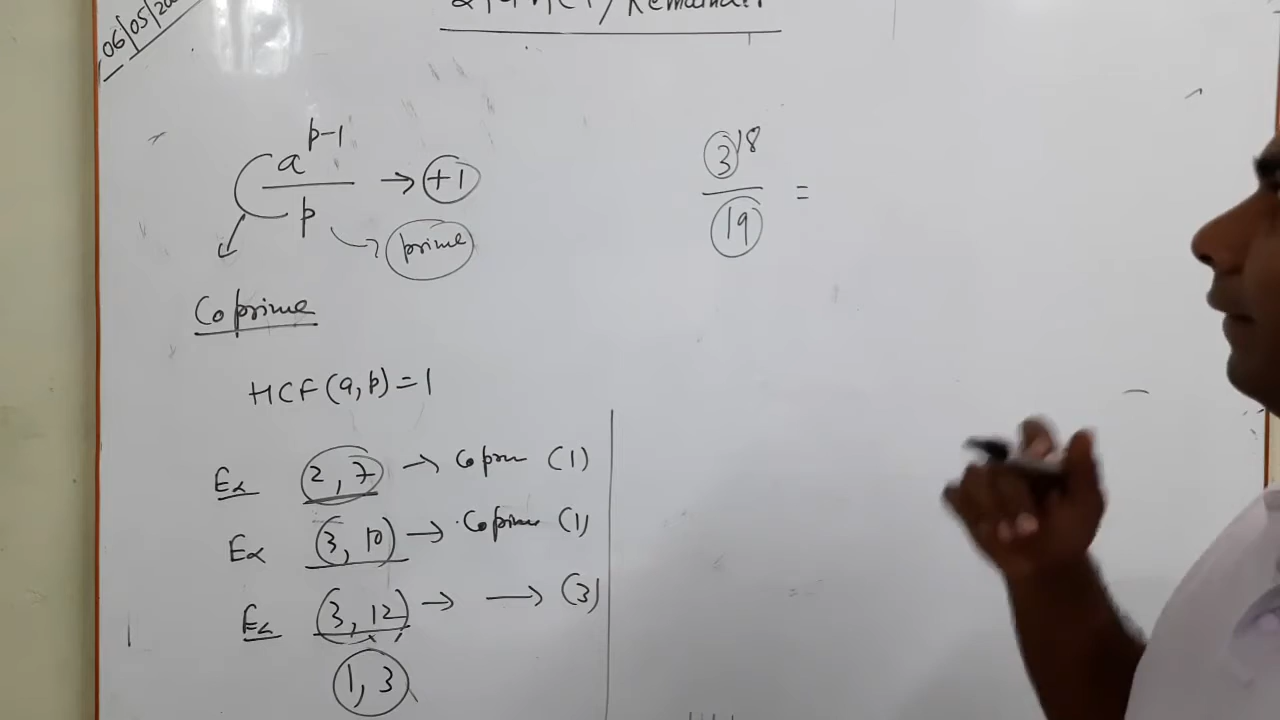 06/05/20
Remainder
a^(p-1)
p
→ +1
prime
Coprime
HCF(a,p)=1
Ex 2,7 → Coprime (1)
Ex (3, 10) → Coprime (1)
Ex (3, 12) → → (3)
1, 3
3^18
19
=